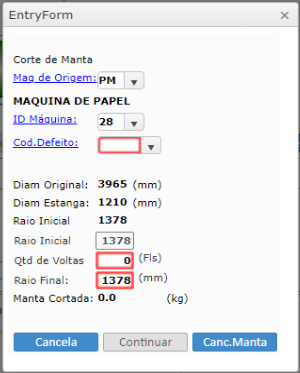 EntryForm ×
Corte de Manta
Maq de Origem: PM
MAQUINA DE PAPEL
ID Máquina: 28
Cod.Defeito:
Diam Original: 3965 (mm)
Diam Estanga: 1210 (mm)
Raio Inicial 1378
Raio Inicial 1378
Qtd de Voltas 0 (Fls)
Raio Final: 1378 (mm)
Manta Cortada: 0.0 (kg)
Cancela Continuar Canc.Manta